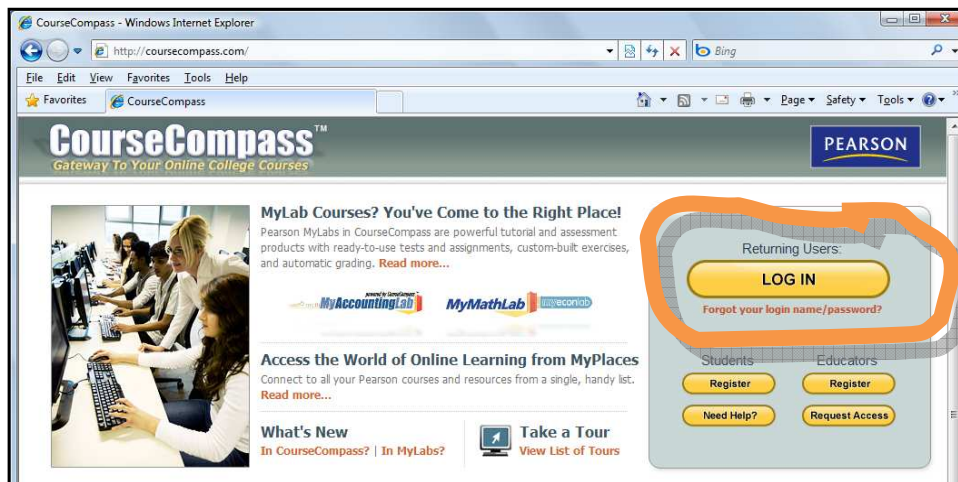 CourseCompass - Windows Internet Explorer
http://coursecompass.com/
Bing
File Edit View Favorites Tools Help
Favorites CourseCompass
Page Safety Tools
CourseCompass™
Gateway To Your Online College Courses
PEARSON
MyLab Courses? You've Come to the Right Place!
Pearson MyLabs in CourseCompass are powerful tutorial and assessment
products with ready-to-use tests and assignments, custom-built exercises,
and automatic grading. Read more...
MyAccountingLab MyMathLab myeconlab
Access the World of Online Learning from MyPlaces
Connect to all your Pearson courses and resources from a single, handy list.
Read more...
What's New
In CourseCompass? | In MyLabs?
Take a Tour
View List of Tours
Returning Users:
LOG IN
Forgot your login name/password?
Students Educators
Register Register
Need Help? Request Access